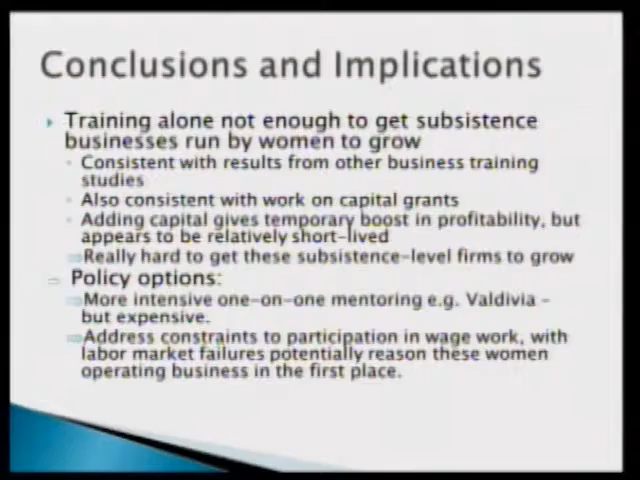 Conclusions and Implications
Training alone not enough to get subsistence
businesses run by women to grow
Consistent with results from other business training
studies
Also consistent with work on capital grants
Adding capital gives temporary boost in profitability, but
appears to be relatively short-lived
⇒Really hard to get these subsistence-level firms to grow
Policy options:
⇒More intensive one-on-one mentoring e.g. Valdivia –
but expensive.
⇒Address constraints to participation in wage work, with
labor market failures potentially reason these women
operating business in the first place.